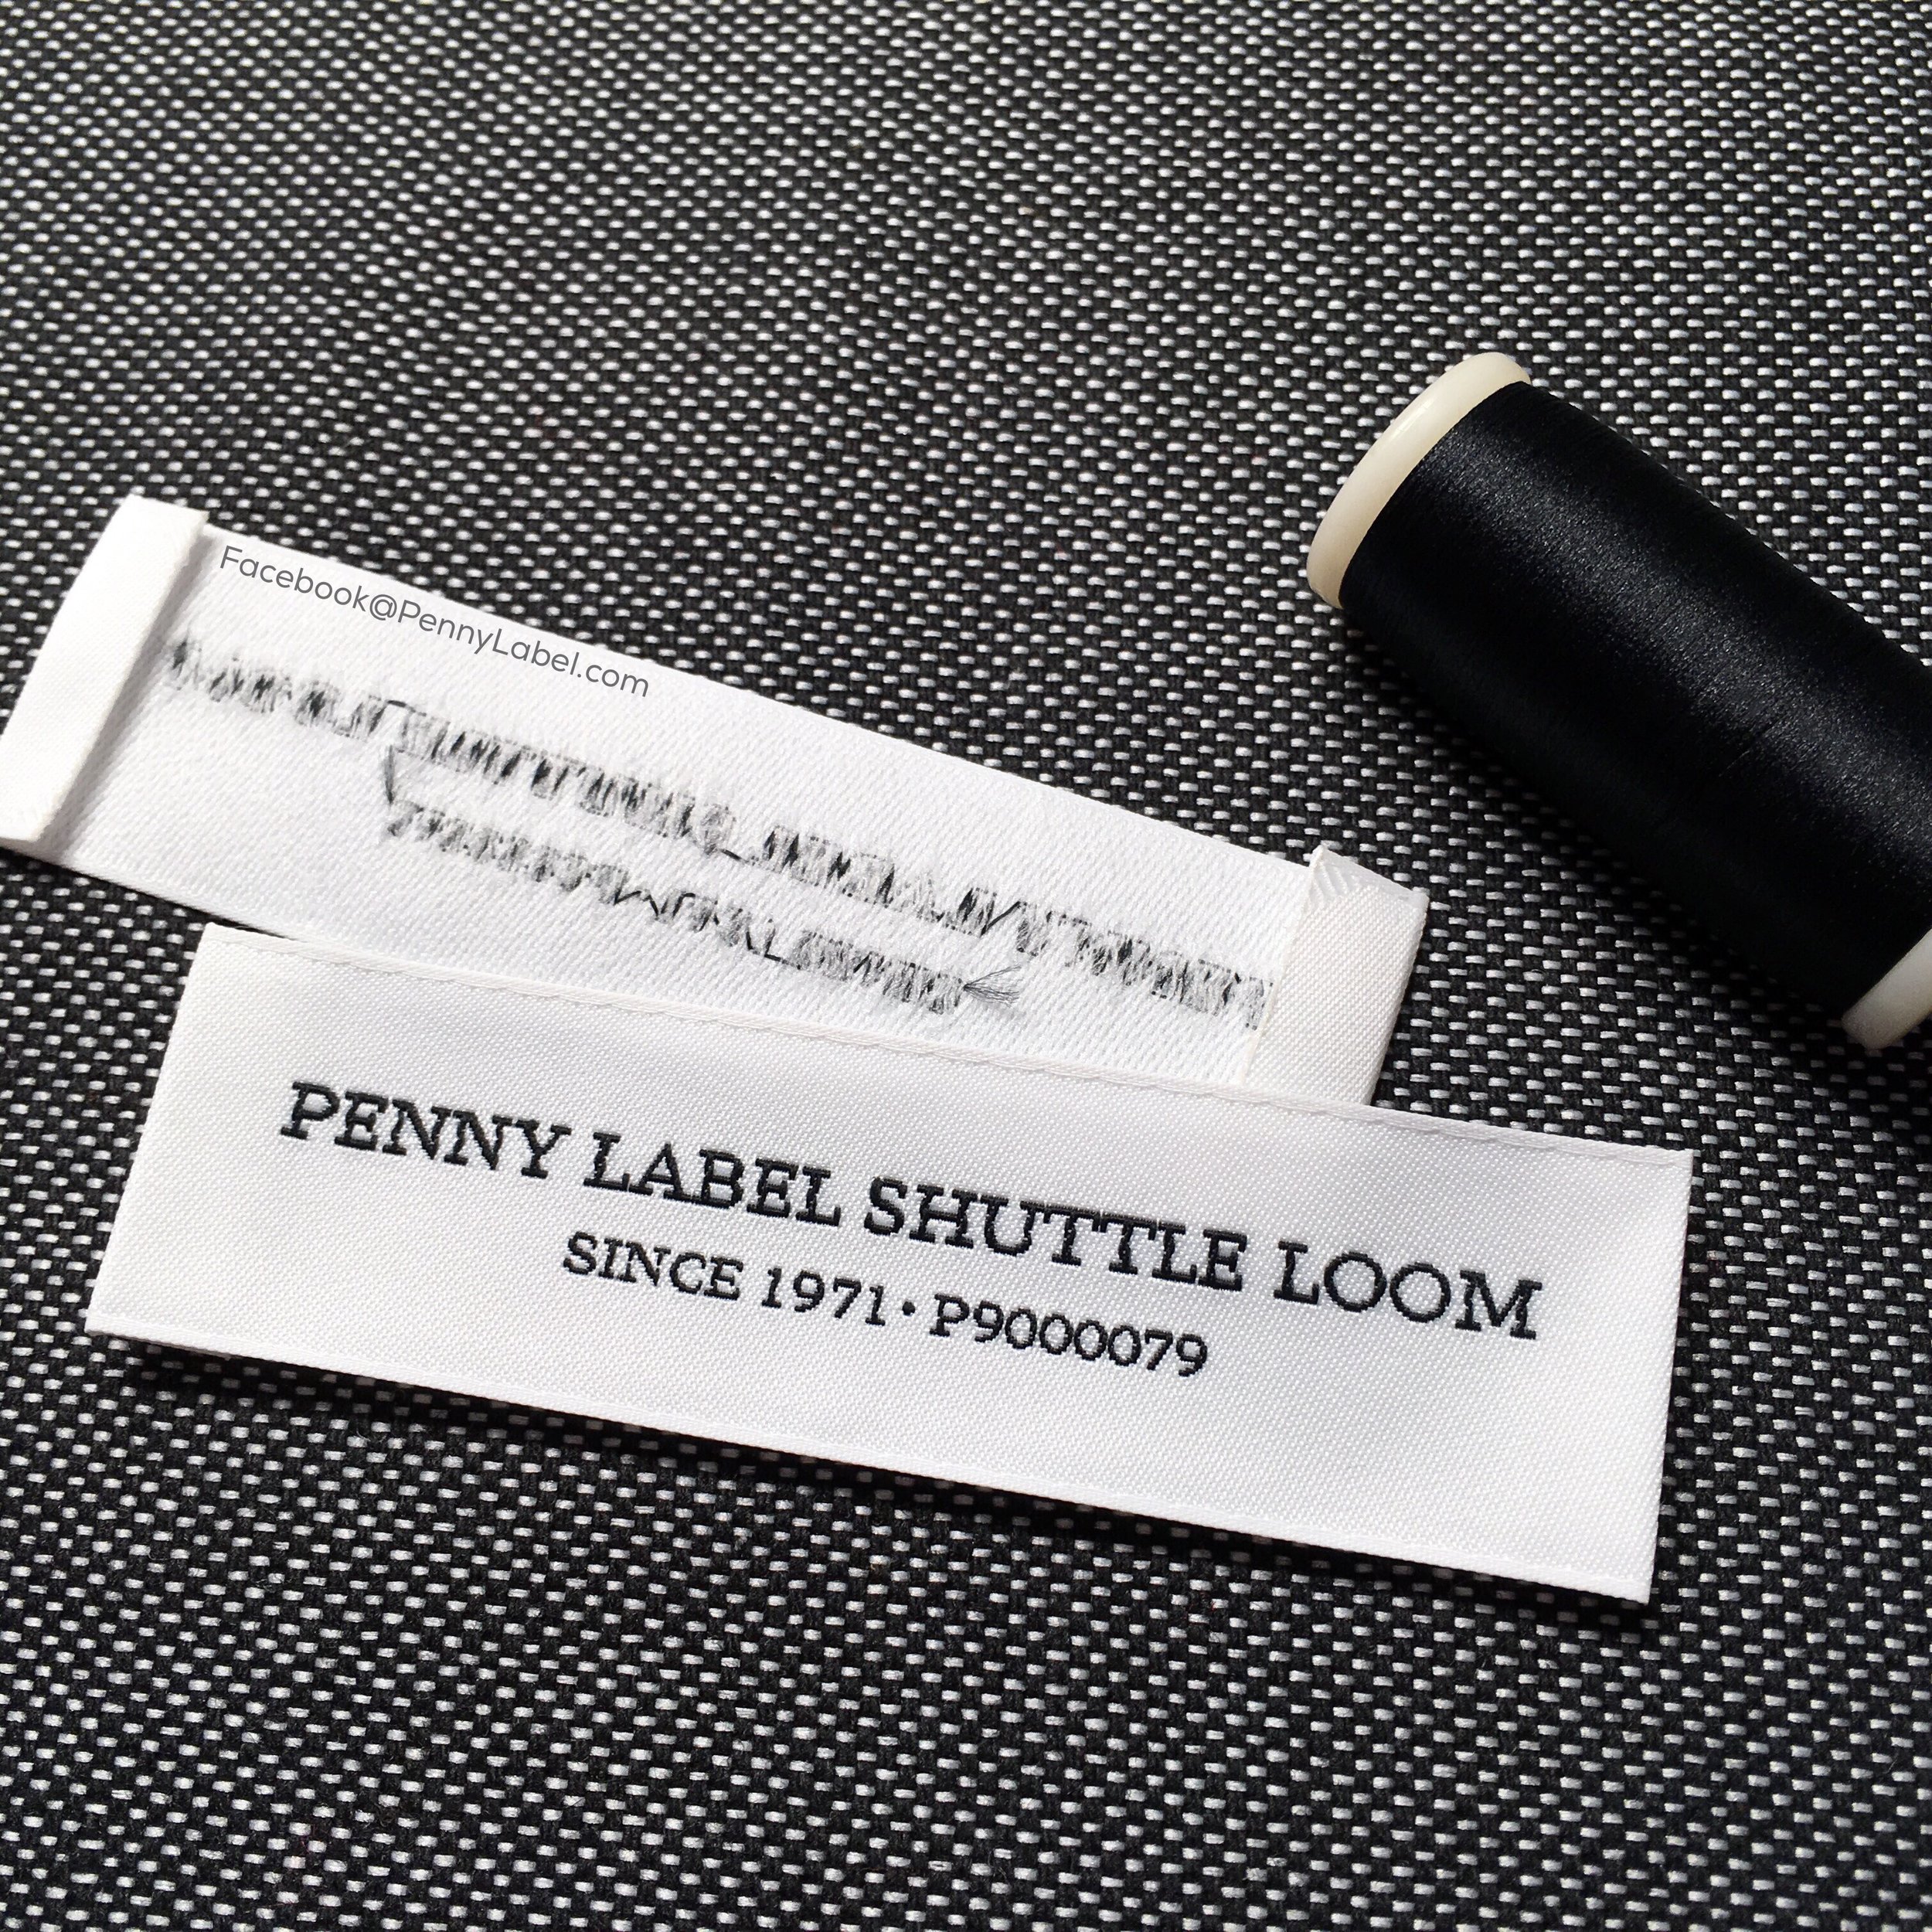 Facebook@PennyLabel.com
PENNY LABEL SHUTTLE LOOM
SINCE 1971 • P9000079